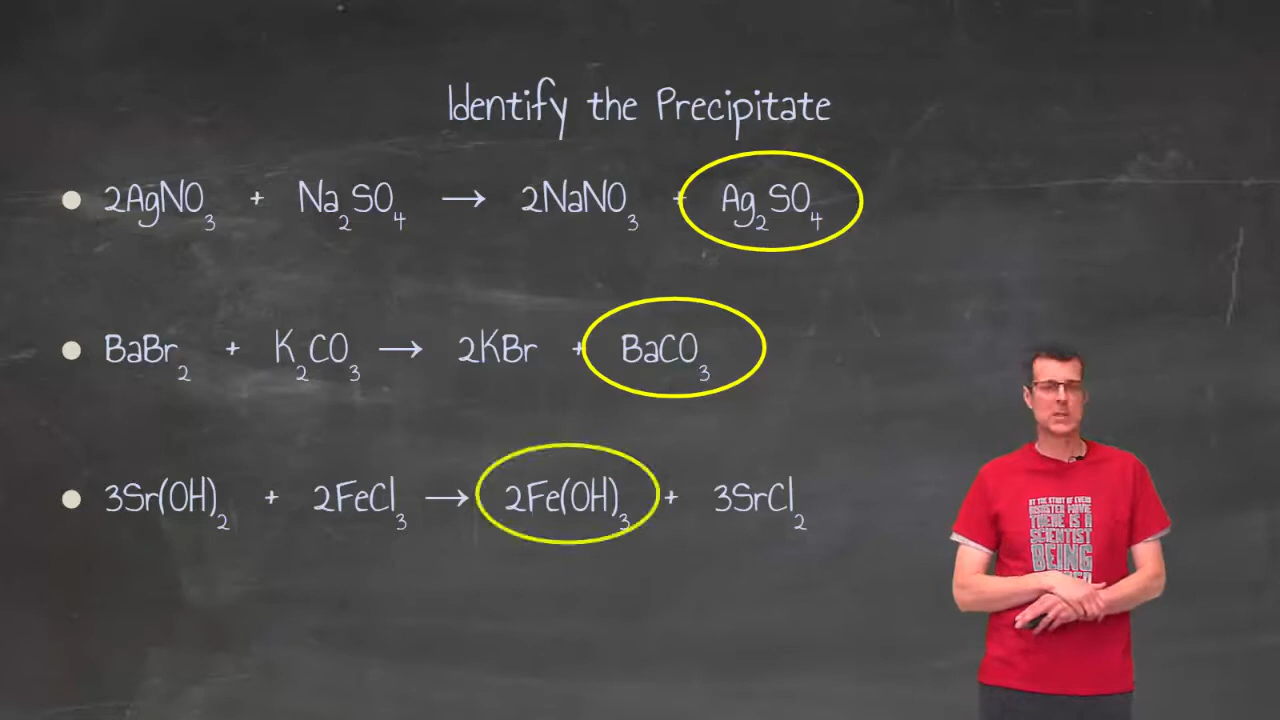 Identify the Precipitate
• 2AgNO₃ + Na₂SO₄ → 2NaNO₃ + Ag₂SO₄
• BaBr₂ + K₂CO₃ → 2KBr + BaCO₃
• 3Sr(OH)₂ + 2FeCl₃ → 2Fe(OH)₃ + 3SrCl₂
AT THE START OF EVERY
DISASTER MOVIE
THERE IS A
SCIENTIST
BEING